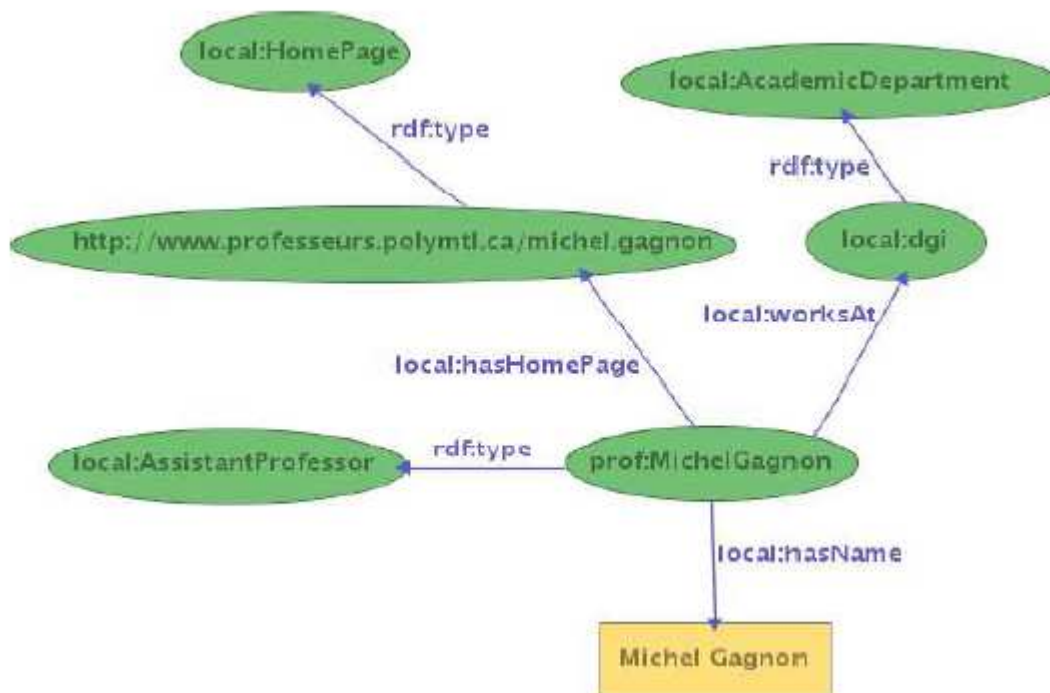 local:HomePage
local:AcademicDepartment
rdf:type
rdf:type
http://www.professeurs.polymtl.ca/michel.gagnon
local:dgi
local:worksAt
local:hasHomePage
rdf:type
local:AssistantProfessor
prof:MichelGagnon
local:hasName
Michel Gagnon